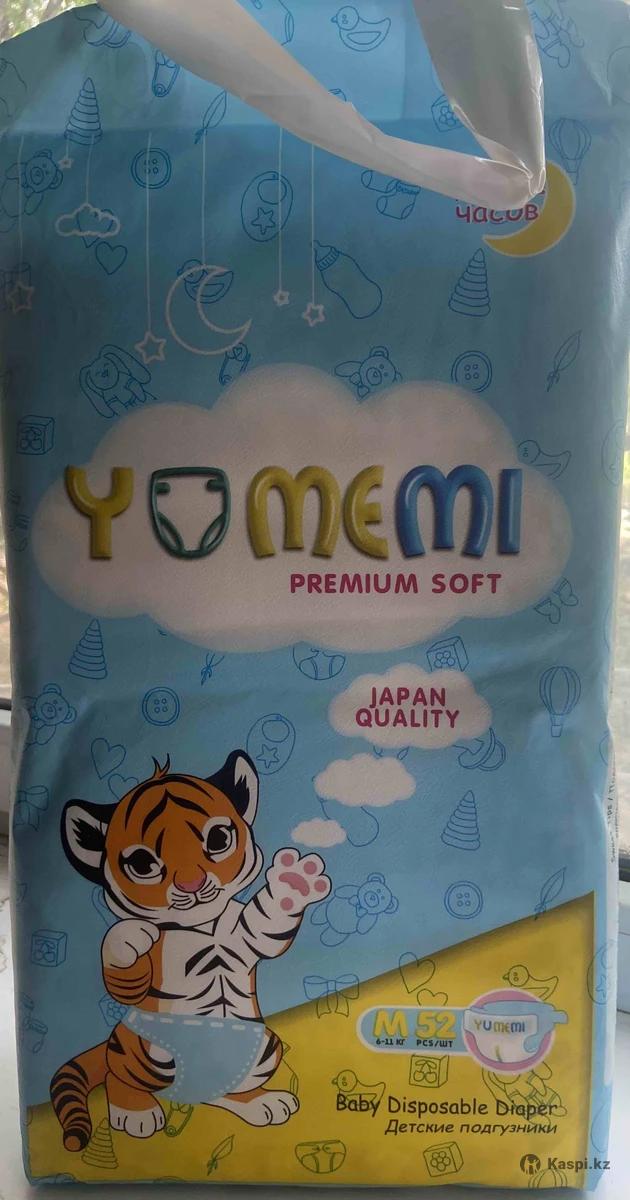 часов
YUMEMI
PREMIUM SOFT
JAPAN
QUALITY
M 52
6-11 КГ PCS/ШТ
YUMEMI
Baby Disposable Diaper
Детские подгузники
Kaspi.kz